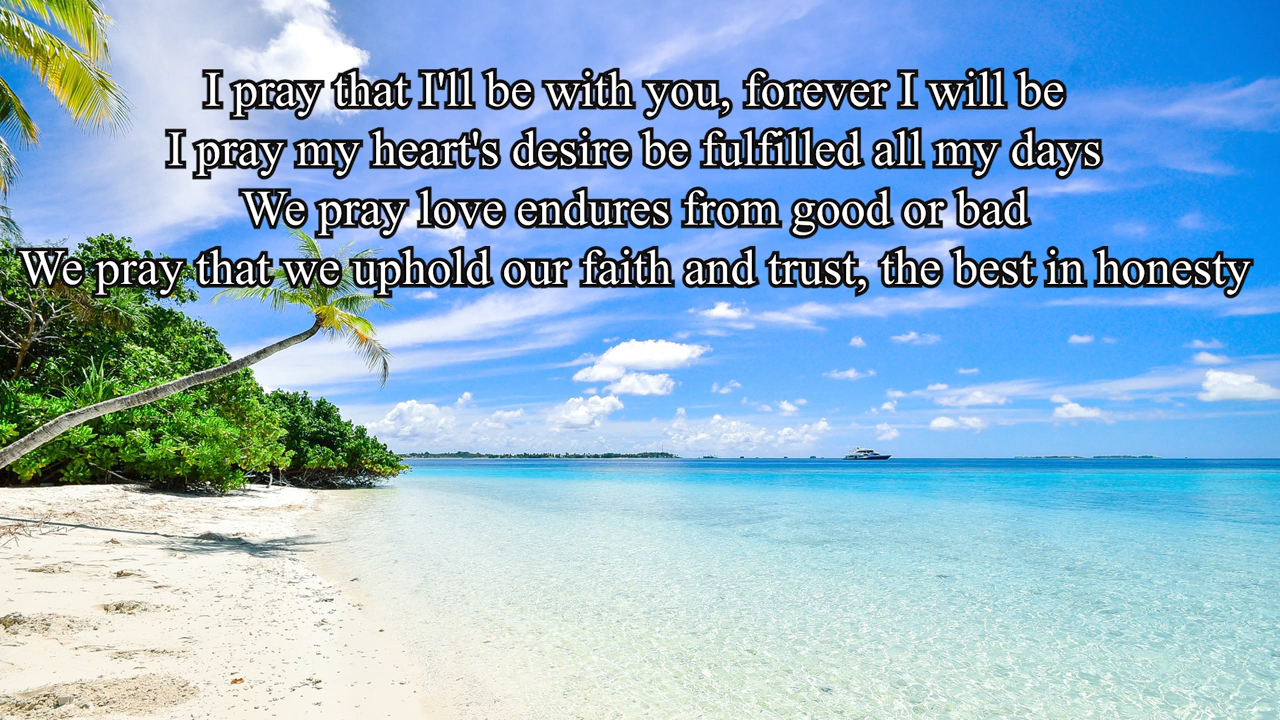 I pray that I'll be with you, forever I will be
I pray my heart's desire be fulfilled all my days
We pray love endures from good or bad
We pray that we uphold our faith and trust, the best in honesty